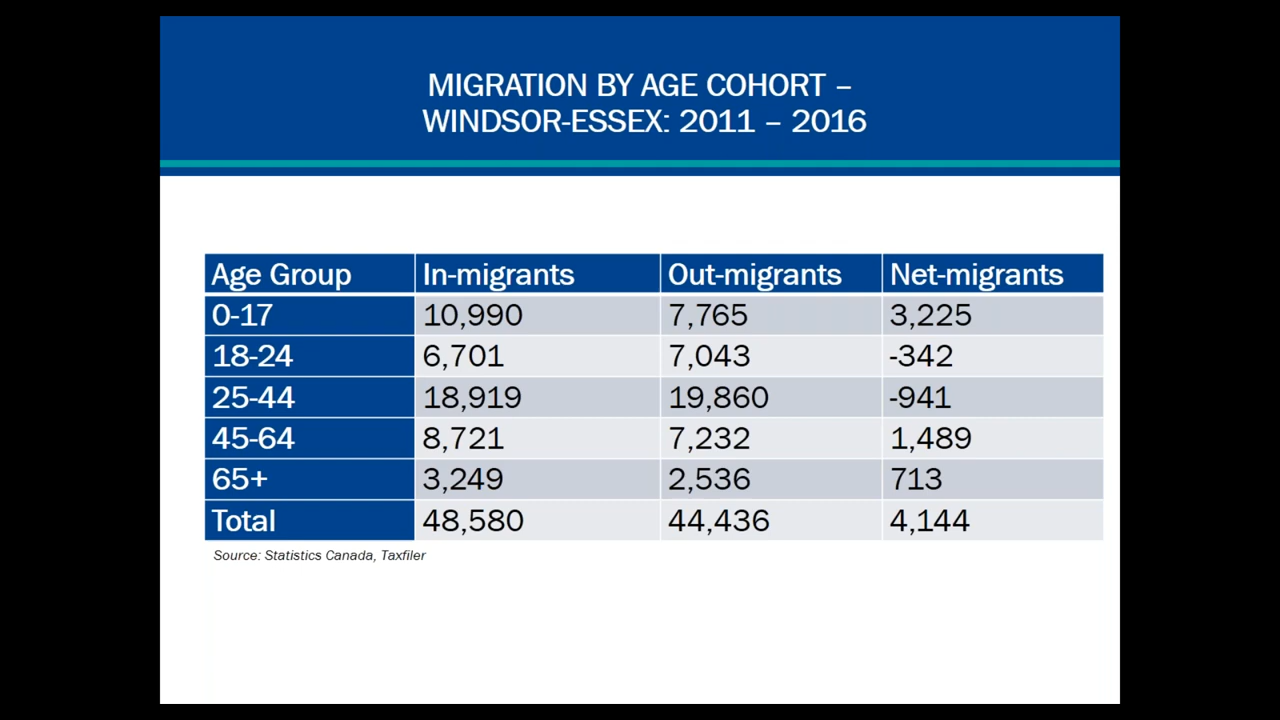 MIGRATION BY AGE COHORT –
WINDSOR-ESSEX: 2011 – 2016
Age Group In-migrants Out-migrants Net-migrants
0-17 10,990 7,765 3,225
18-24 6,701 7,043 -342
25-44 18,919 19,860 -941
45-64 8,721 7,232 1,489
65+ 3,249 2,536 713
Total 48,580 44,436 4,144
Source: Statistics Canada, Taxfiler